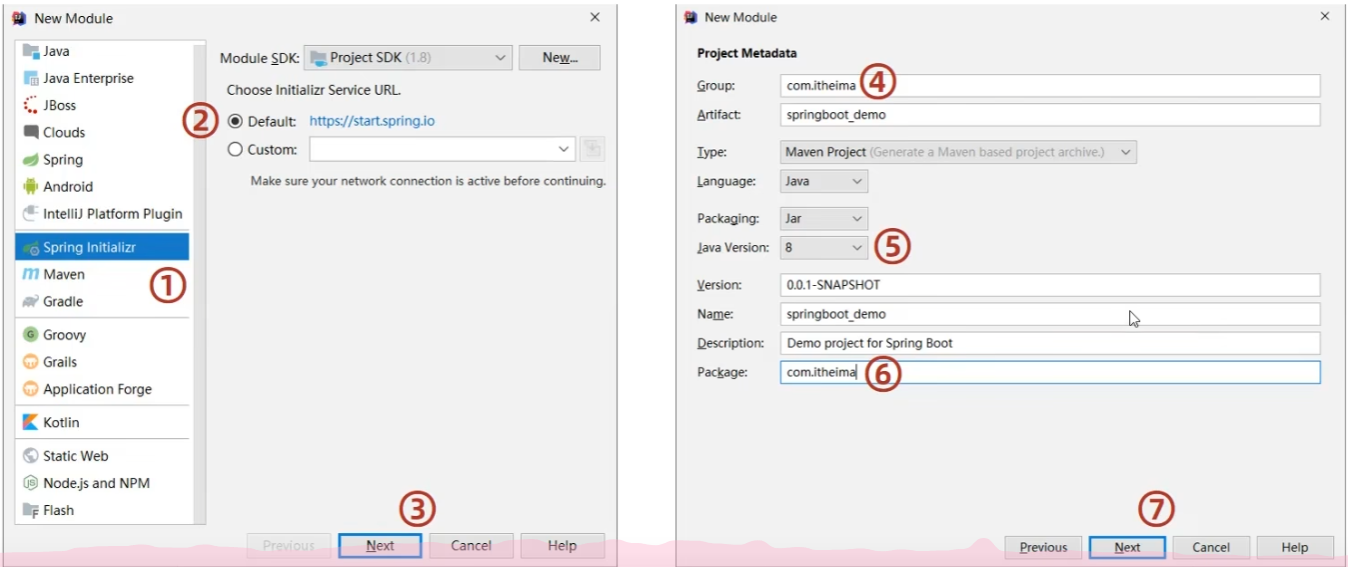 New Module
Java
Java Enterprise
JBoss
Clouds
Spring
Android
IntelliJ Platform Plugin
Spring Initializr
Maven
Gradle
Groovy
Grails
Application Forge
Kotlin
Static Web
Node.js and NPM
Flash
①
Module SDK: Project SDK (1.8) New...
Choose Initializr Service URL.
② Default: https://start.spring.io
Custom:
Make sure your network connection is active before continuing.
③
Previous Next Cancel Help
New Module
Project Metadata
Group: com.itheima ④
Artifact: springboot_demo
Type: Maven Project (Generate a Maven based project archive.)
Language: Java
Packaging: Jar
Java Version: 8 ⑤
Version: 0.0.1-SNAPSHOT
Name: springboot_demo
Description: Demo project for Spring Boot
Package: com.itheima ⑥
⑦
Previous Next Cancel Help